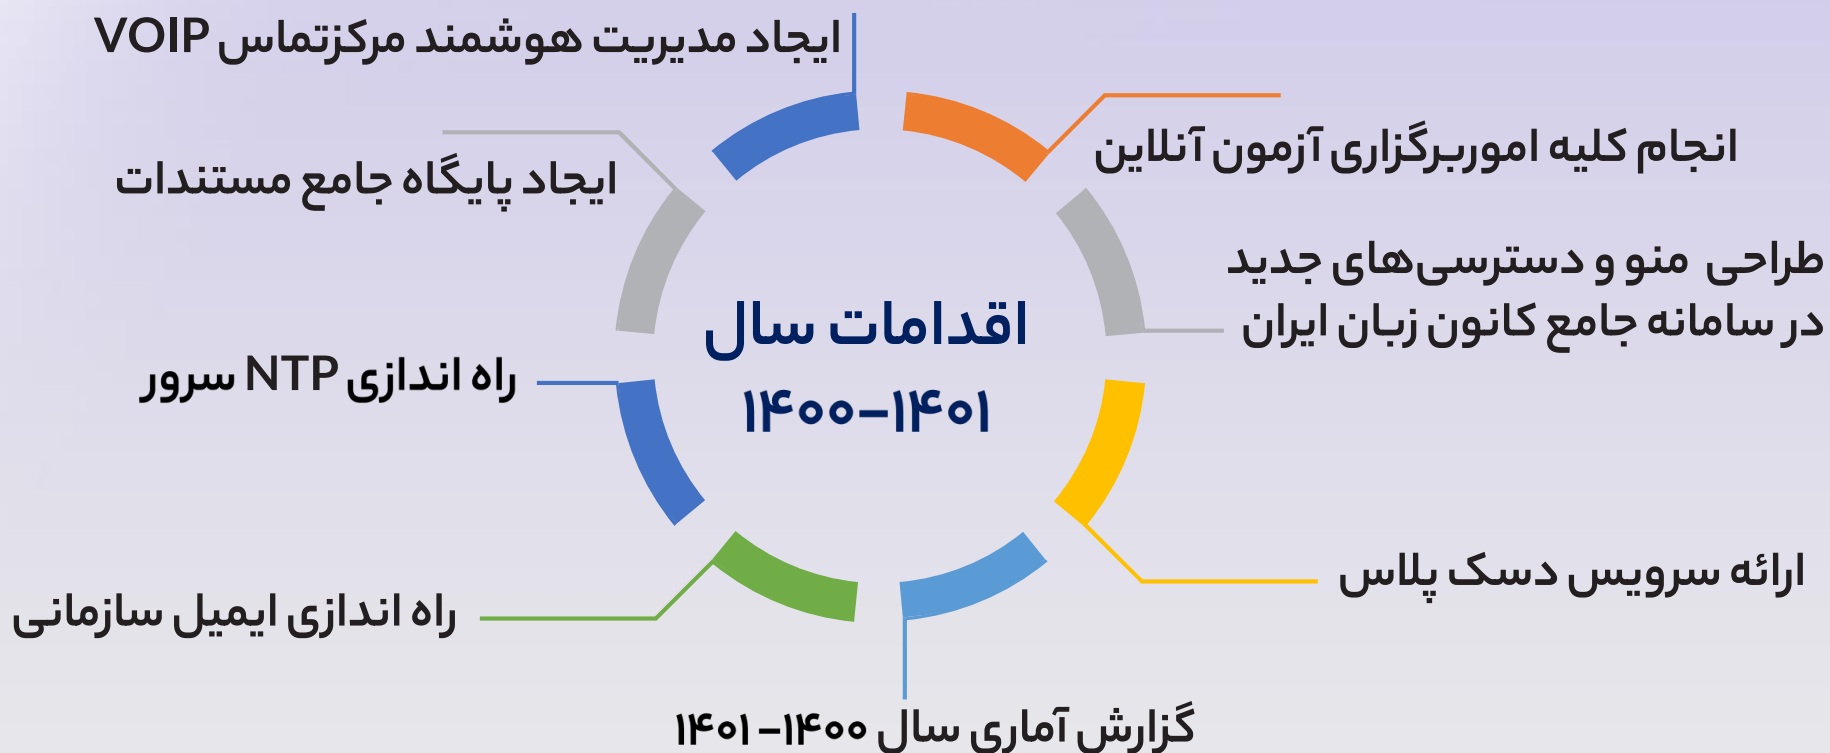 ایجاد مدیریت هوشمند مرکزتماس VOIP
انجام کلیه اموربرگزاری آزمون آنلاین
ایجاد پایگاه جامع مستندات
طراحی منو و دسترسی‌های جدید
در سامانه جامع کانون زبان ایران
اقدامات سال
۱۴۰۰-۱۴۰۱
راه اندازی NTP سرور
ارائه سرویس دسک پلاس
راه اندازی ایمیل سازمانی
گزارش آماری سال ۱۴۰۰-۱۴۰۱